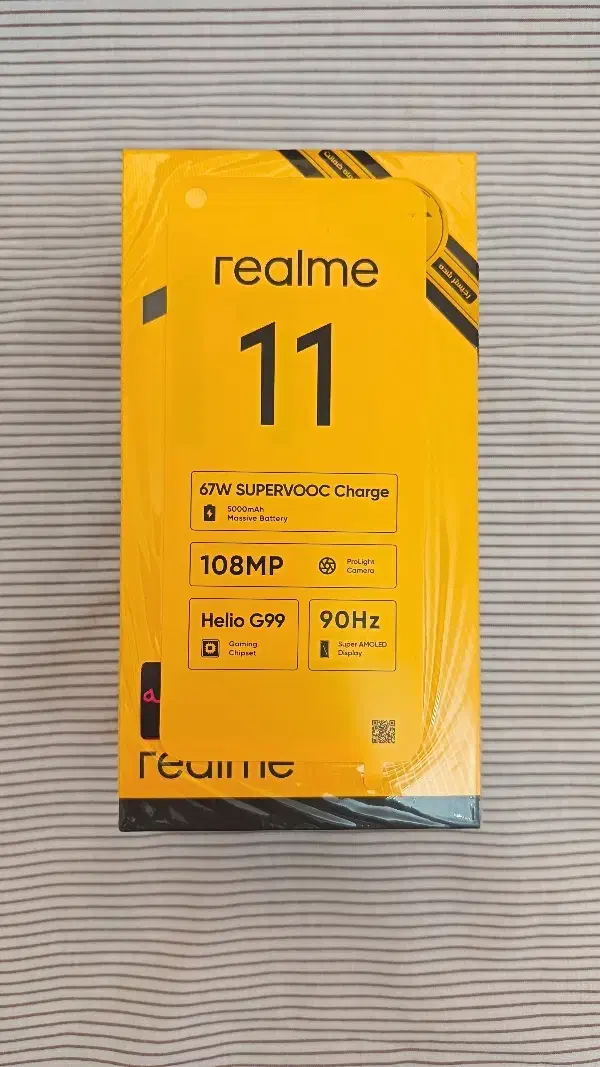 realme
11
67W SUPERVOOC Charge
5000mAh
Massive Battery
108MP
ProLight
Camera
Helio G99
Gaming
Chipset
90Hz
Super AMOLED
Display
realme